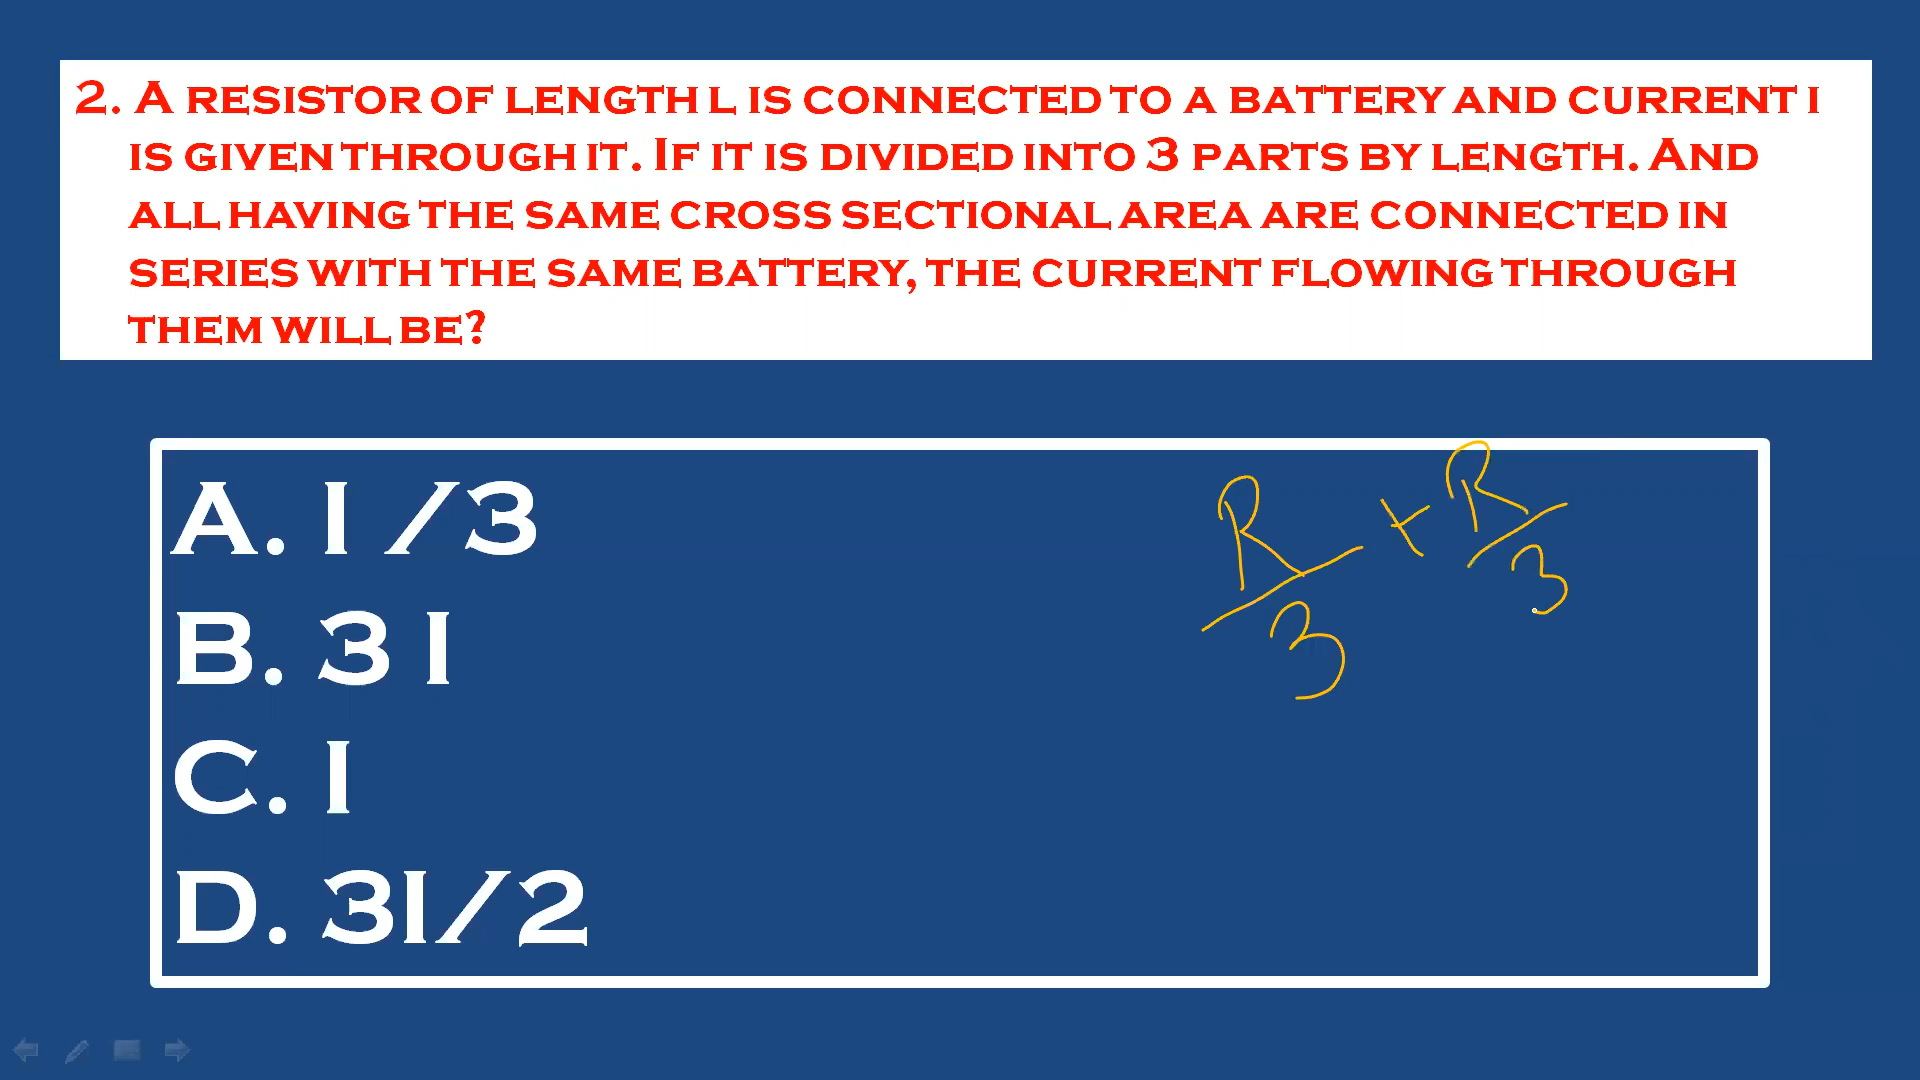 2. A RESISTOR OF LENGTH L IS CONNECTED TO A BATTERY AND CURRENT I
IS GIVEN THROUGH IT. IF IT IS DIVIDED INTO 3 PARTS BY LENGTH. AND
ALL HAVING THE SAME CROSS SECTIONAL AREA ARE CONNECTED IN
SERIES WITH THE SAME BATTERY, THE CURRENT FLOWING THROUGH
THEM WILL BE?
A. I /3
R/3 + R/3
B. 3 I
C. I
D. 3I/2